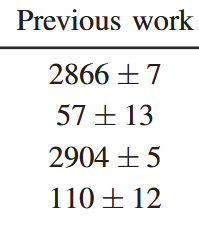 Previous work
2866 ± 7
57 ± 13
2904 ± 5
110 ± 12